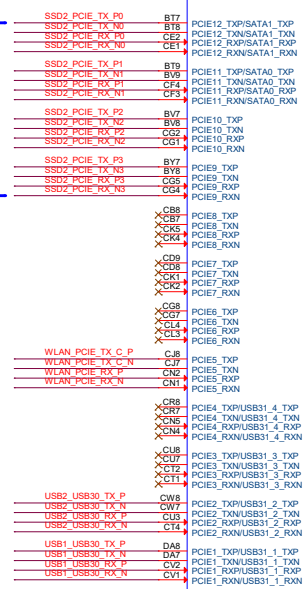 SSD2_PCIE_TX_P0 BT7 PCIE12_TXP/SATA1_TXP
SSD2_PCIE_TX_N0 BT8 PCIE12_TXN/SATA1_TXN
SSD2_PCIE_RX_P0 CE2 PCIE12_RXP/SATA1_RXP
SSD2_PCIE_RX_N0 CE1 PCIE12_RXN/SATA1_RXN
SSD2_PCIE_TX_P1 BT9 PCIE11_TXP/SATA0_TXP
SSD2_PCIE_TX_N1 BV9 PCIE11_TXN/SATA0_TXN
SSD2_PCIE_RX_P1 CF4 PCIE11_RXP/SATA0_RXP
SSD2_PCIE_RX_N1 CF3 PCIE11_RXN/SATA0_RXN
SSD2_PCIE_TX_P2 BV7 PCIE10_TXP
SSD2_PCIE_TX_N2 BV8 PCIE10_TXN
SSD2_PCIE_RX_P2 CG2 PCIE10_RXP
SSD2_PCIE_RX_N2 CG1 PCIE10_RXN
SSD2_PCIE_TX_P3 BY7 PCIE9_TXP
SSD2_PCIE_TX_N3 BY8 PCIE9_TXN
SSD2_PCIE_RX_P3 CG5 PCIE9_RXP
SSD2_PCIE_RX_N3 CG4 PCIE9_RXN
CB8 PCIE8_TXP
CB7 PCIE8_TXN
CK5 PCIE8_RXP
CK4 PCIE8_RXN
CD9 PCIE7_TXP
CD8 PCIE7_TXN
CK1 PCIE7_RXP
CK2 PCIE7_RXN
CG8 PCIE6_TXP
CG7 PCIE6_TXN
CL4 PCIE6_RXP
CL3 PCIE6_RXN
WLAN_PCIE_TX_C_P CJ8 PCIE5_TXP
WLAN_PCIE_TX_C_N CJ7 PCIE5_TXN
WLAN_PCIE_RX_P CN2 PCIE5_RXP
WLAN_PCIE_RX_N CN1 PCIE5_RXN
CR8 PCIE4_TXP/USB31_4_TXP
CR7 PCIE4_TXN/USB31_4_TXN
CN5 PCIE4_RXP/USB31_4_RXP
CN4 PCIE4_RXN/USB31_4_RXN
CU8 PCIE3_TXP/USB31_3_TXP
CU7 PCIE3_TXN/USB31_3_TXN
CT2 PCIE3_RXP/USB31_3_RXP
CT1 PCIE3_RXN/USB31_3_RXN
USB2_USB30_TX_P CW8 PCIE2_TXP/USB31_2_TXP
USB2_USB30_TX_N CW7 PCIE2_TXN/USB31_2_TXN
USB2_USB30_RX_P CU3 PCIE2_RXP/USB31_2_RXP
USB2_USB30_RX_N CT4 PCIE2_RXN/USB31_2_RXN
USB1_USB30_TX_P DA8 PCIE1_TXP/USB31_1_TXP
USB1_USB30_TX_N DA7 PCIE1_TXN/USB31_1_TXN
USB1_USB30_RX_P CV2 PCIE1_RXP/USB31_1_RXP
USB1_USB30_RX_N CV1 PCIE1_RXN/USB31_1_RXN